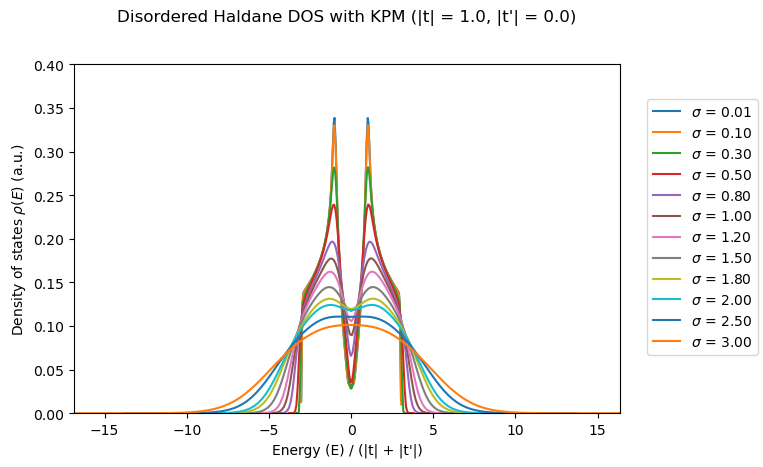 Disordered Haldane DOS with KPM (|t| = 1.0, |t'| = 0.0)
Density of states ρ(E) (a.u.)
0.40
0.35
0.30
0.25
0.20
0.15
0.10
0.05
0.00
−15
−10
−5
0
5
10
15
Energy (E) / (|t| + |t'|)
σ = 0.01
σ = 0.10
σ = 0.30
σ = 0.50
σ = 0.80
σ = 1.00
σ = 1.20
σ = 1.50
σ = 1.80
σ = 2.00
σ = 2.50
σ = 3.00